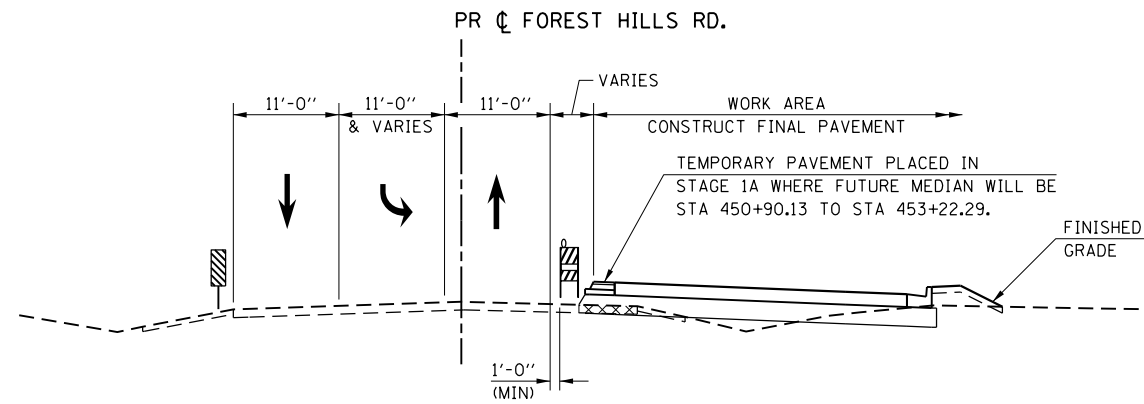 PR ℄ FOREST HILLS RD.
VARIES
11'-0''
11'-0''
& VARIES
11'-0''
WORK AREA
CONSTRUCT FINAL PAVEMENT
TEMPORARY PAVEMENT PLACED IN
STAGE 1A WHERE FUTURE MEDIAN WILL BE
STA 450+90.13 TO STA 453+22.29.
FINISHED
GRADE
1'-0''
(MIN)